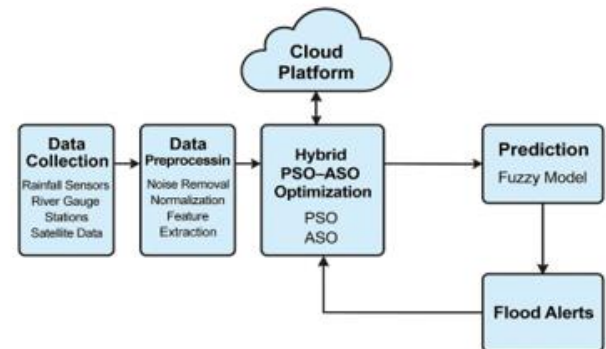 Cloud
Platform
Data
Collection
Rainfall Sensors
River Gauge
Stations
Satellite Data
Data
Preprocessin
Noise Removal
Normalization
Feature
Extraction
Hybrid
PSO–ASO
Optimization
PSO
ASO
Prediction
Fuzzy Model
Flood Alerts